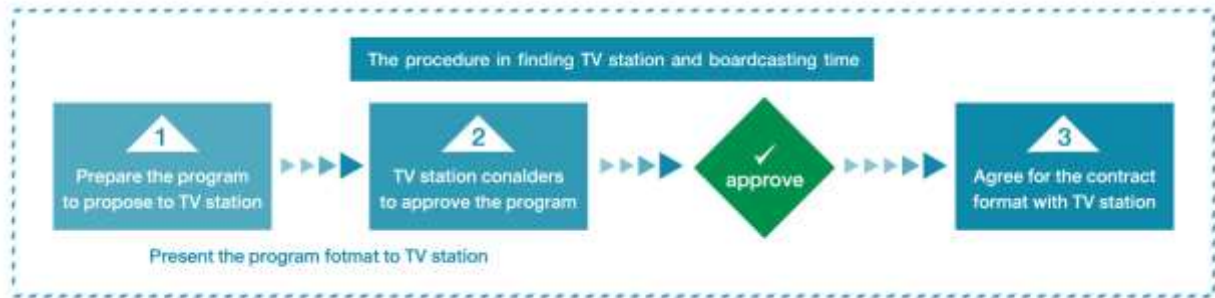 The procedure in finding TV station and boardcasting time
1
Prepare the program
to propose to TV station
2
TV station conalders
to approve the program
✓
approve
3
Agree for the contract
format with TV station
Present the program fotmat to TV station